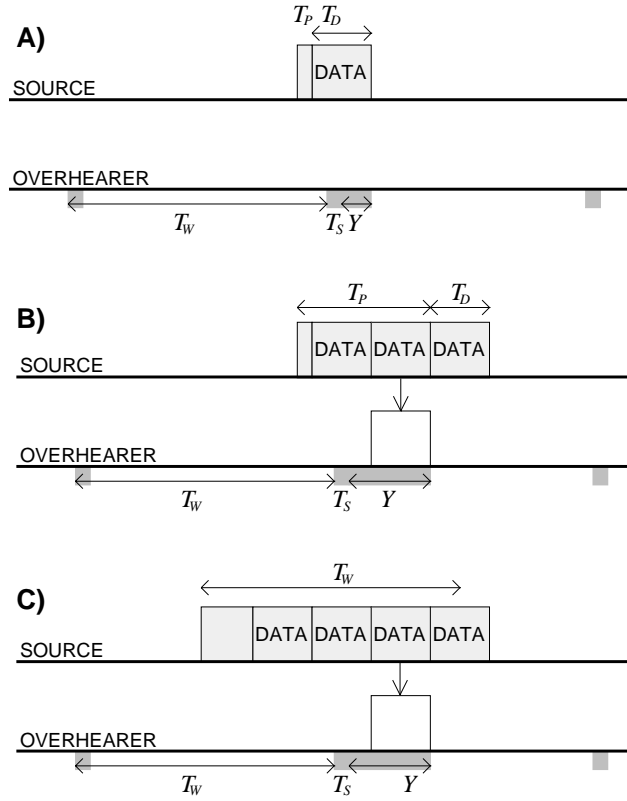 T_P T_D
A)
DATA
SOURCE
OVERHEARER
T_W T_S Y
T_P T_D
B)
DATA DATA DATA
SOURCE
OVERHEARER
T_W T_S Y
T_W
C)
DATA DATA DATA DATA
SOURCE
OVERHEARER
T_W T_S Y